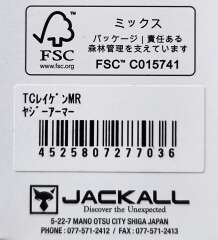 FSC
www.fsc.org
FSC™ C015741
ミックス
パッケージ|責任ある
森林管理を支えています
TCレイゲンMR
ヤジーアーマー
4525807277036
JACKALL
Discover the Unexpected
5-22-7 MANO OTSU CITY SHIGA JAPAN
PHONE : 077-571-2412 / FAX : 077-571-2413